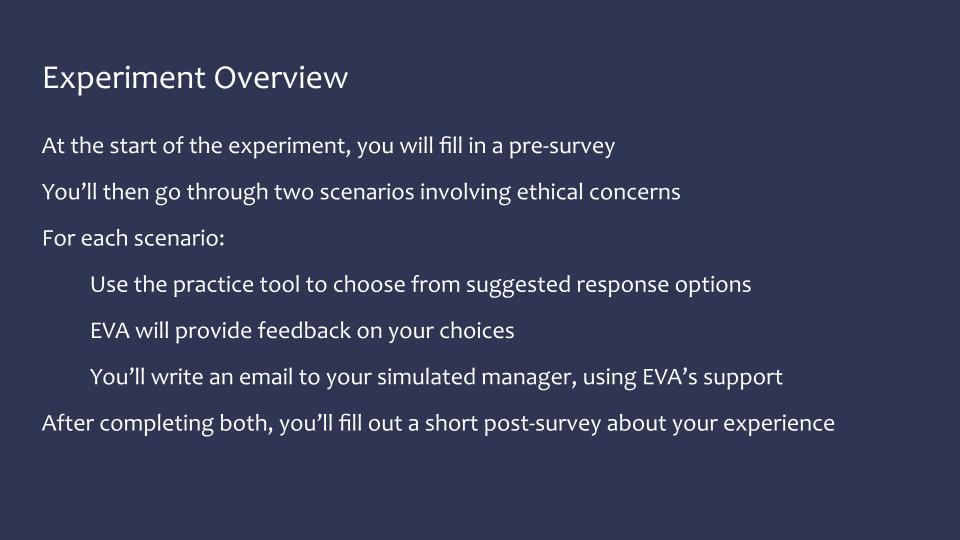 Experiment Overview
At the start of the experiment, you will fill in a pre-survey
You’ll then go through two scenarios involving ethical concerns
For each scenario:
Use the practice tool to choose from suggested response options
EVA will provide feedback on your choices
You’ll write an email to your simulated manager, using EVA’s support
After completing both, you’ll fill out a short post-survey about your experience